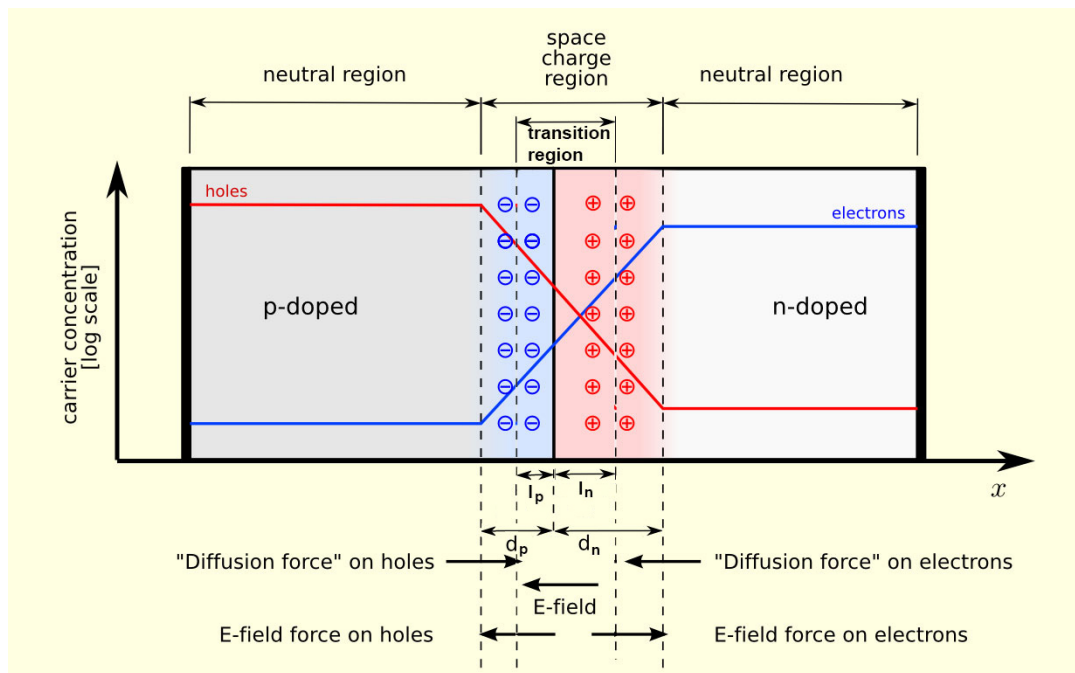 space
charge
region
neutral region
neutral region
transition
region
holes
electrons
carrier concentration
[log scale]
p-doped
n-doped
x
lp
ln
dp
dn
"Diffusion force" on holes
"Diffusion force" on electrons
E-field
E-field force on holes
E-field force on electrons